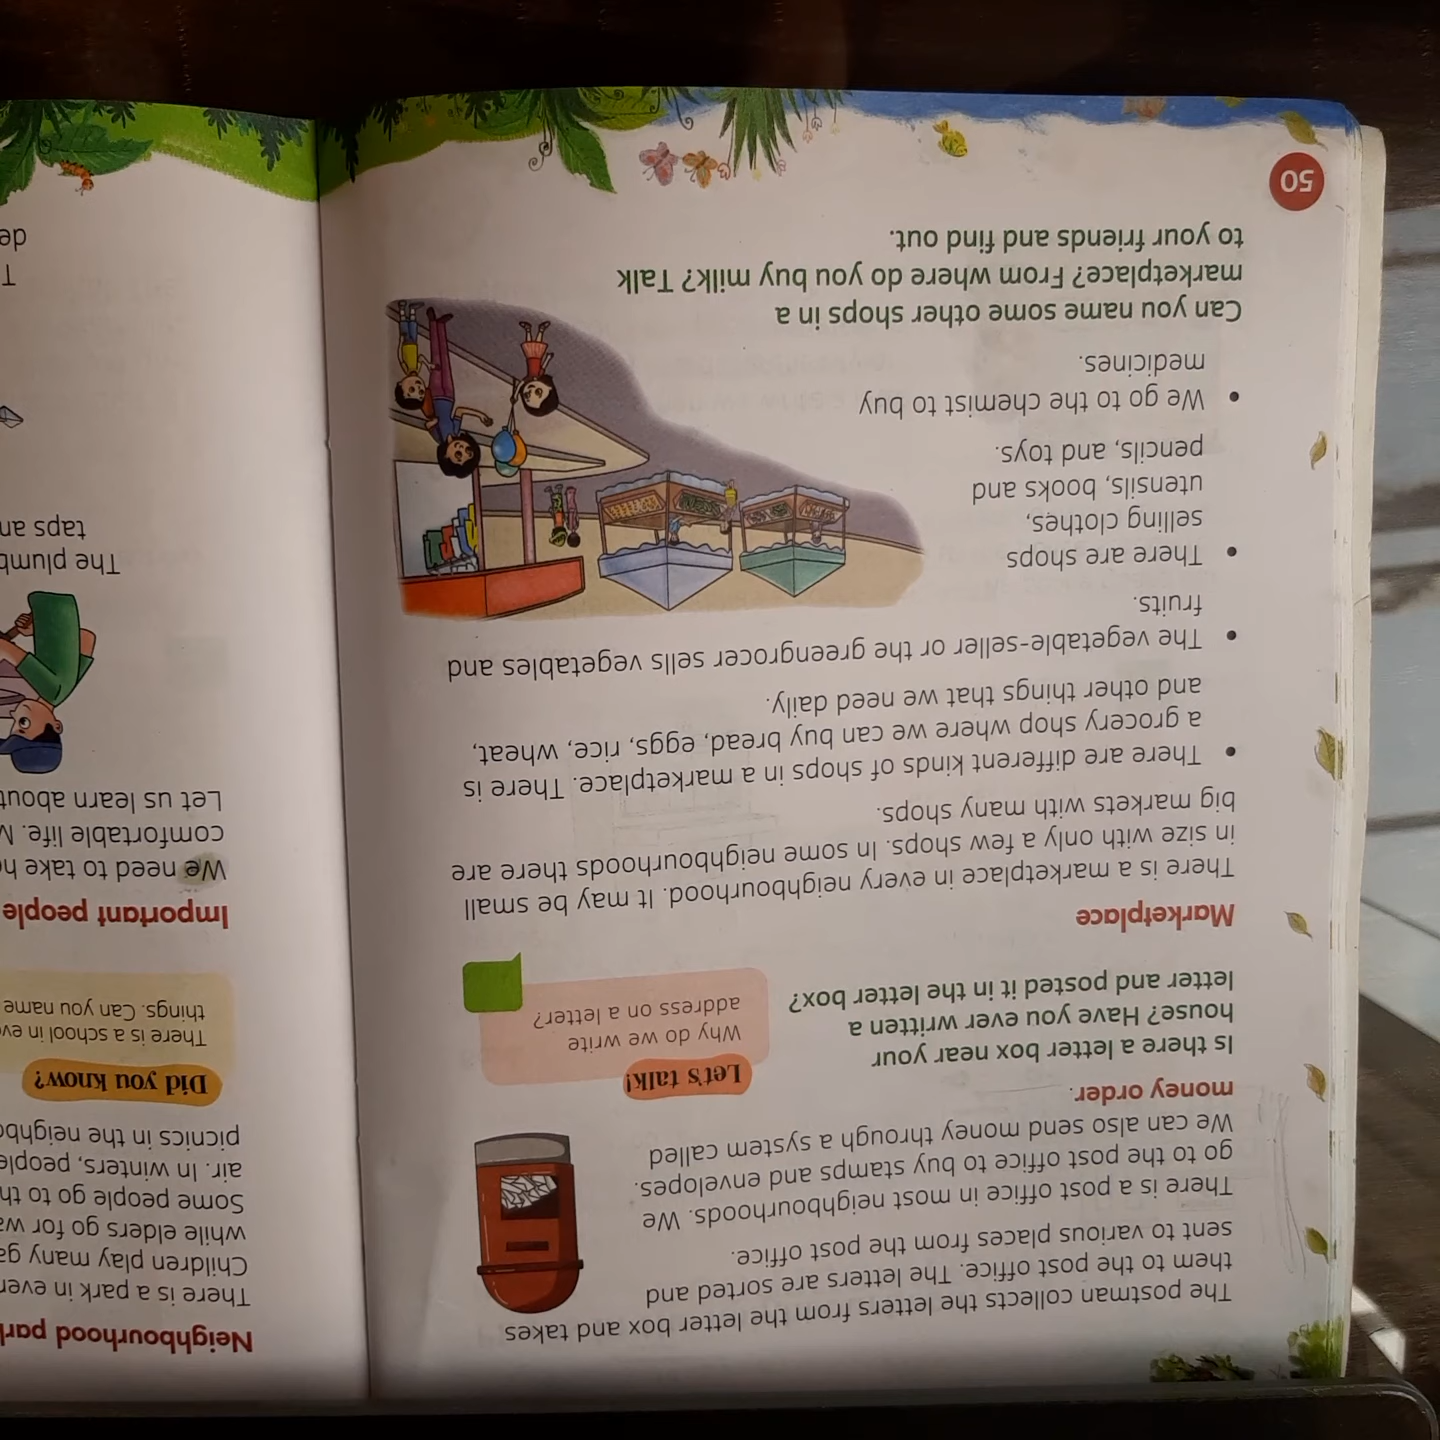 The postman collects the letters from the letter box and takes
them to the post office. The letters are sorted and
sent to various places from the post office.
There is a post office in most neighbourhoods. We
go to the post office to buy stamps and envelopes.
We can also send money through a system called
money order.
Is there a letter box near your
house? Have you ever written a
letter and posted it in the letter box?
Let's talk!
Why do we write
address on a letter?
Marketplace
There is a marketplace in every neighbourhood. It may be small
in size with only a few shops. In some neighbourhoods there are
big markets with many shops.
• There are different kinds of shops in a marketplace. There is
a grocery shop where we can buy bread, eggs, rice, wheat,
and other things that we need daily.
• The vegetable-seller or the greengrocer sells vegetables and
fruits.
• There are shops
selling clothes,
utensils, books and
pencils, and toys.
• We go to the chemist to buy
medicines.
Can you name some other shops in a
marketplace? From where do you buy milk? Talk
to your friends and find out.
50
Neighbourhood park
There is a park in ever
Children play many ga
while elders go for wa
Some people go to th
air. In winters, people
picnics in the neighbo
Did you know?
There is a school in eve
things. Can you name
Important people
We need to take he
comfortable life. M
Let us learn about
The plumb
taps an
T
de